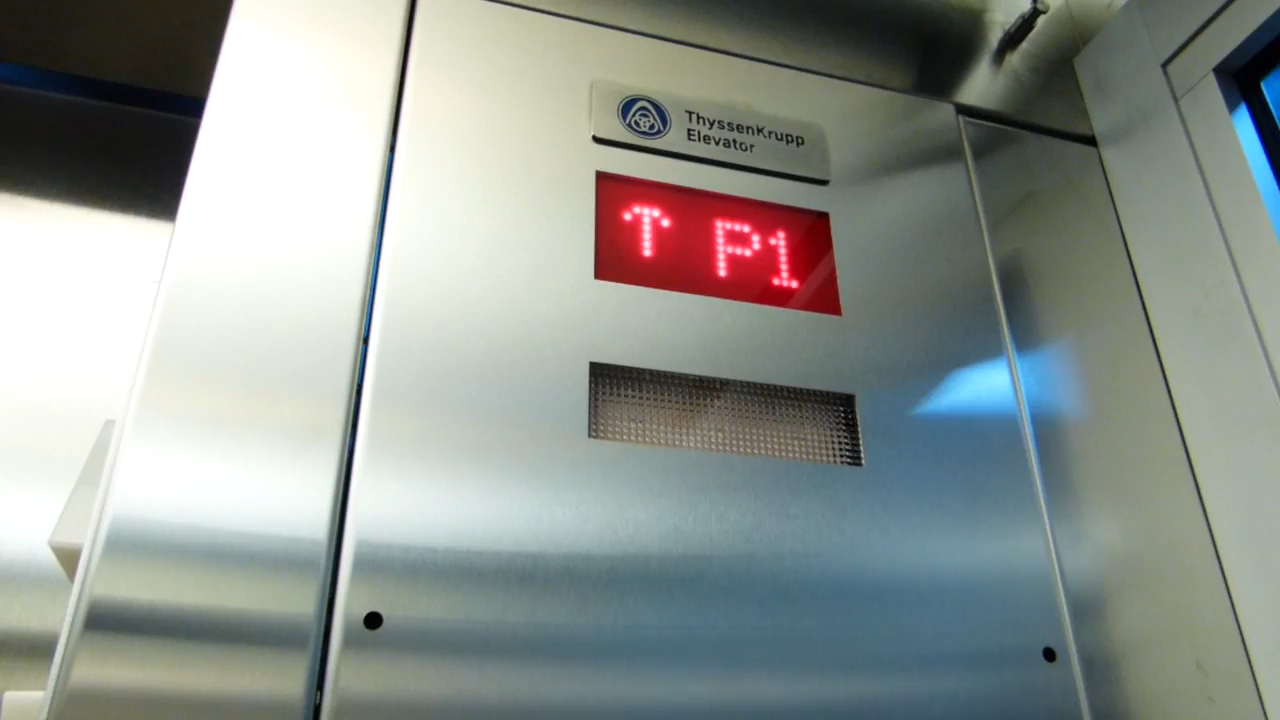 ThyssenKrupp
Elevator
↑ P1